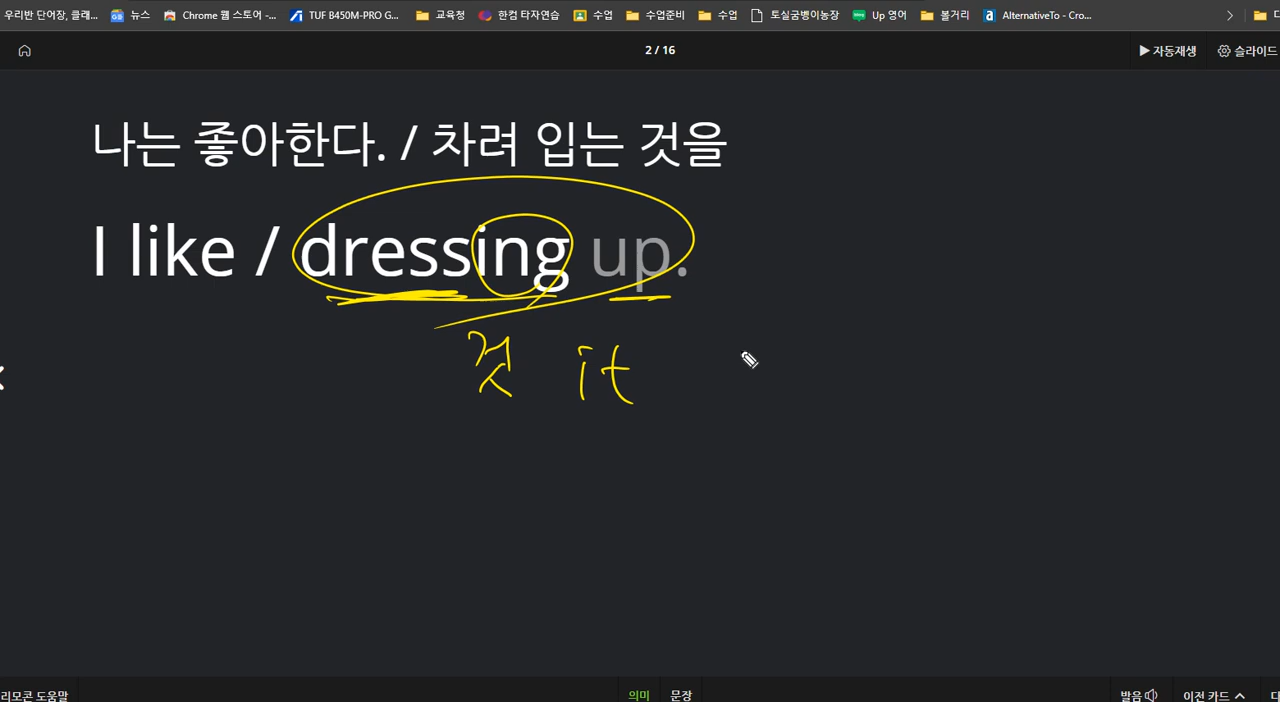 우리반 단어장, 클래... 뉴스 Chrome 웹 스토어 -... TUF B450M-PRO G... 교육청 한컴 타자연습 수업 수업준비 수업 토실굼벵이농장 Up 영어 볼거리 AlternativeTo - Cro...
2 / 16 자동재생 슬라이드
나는 좋아한다. / 차려 입는 것을
I like / dressing up.
것 it
리모콘 도움말 의미 문장 발음 이전 카드